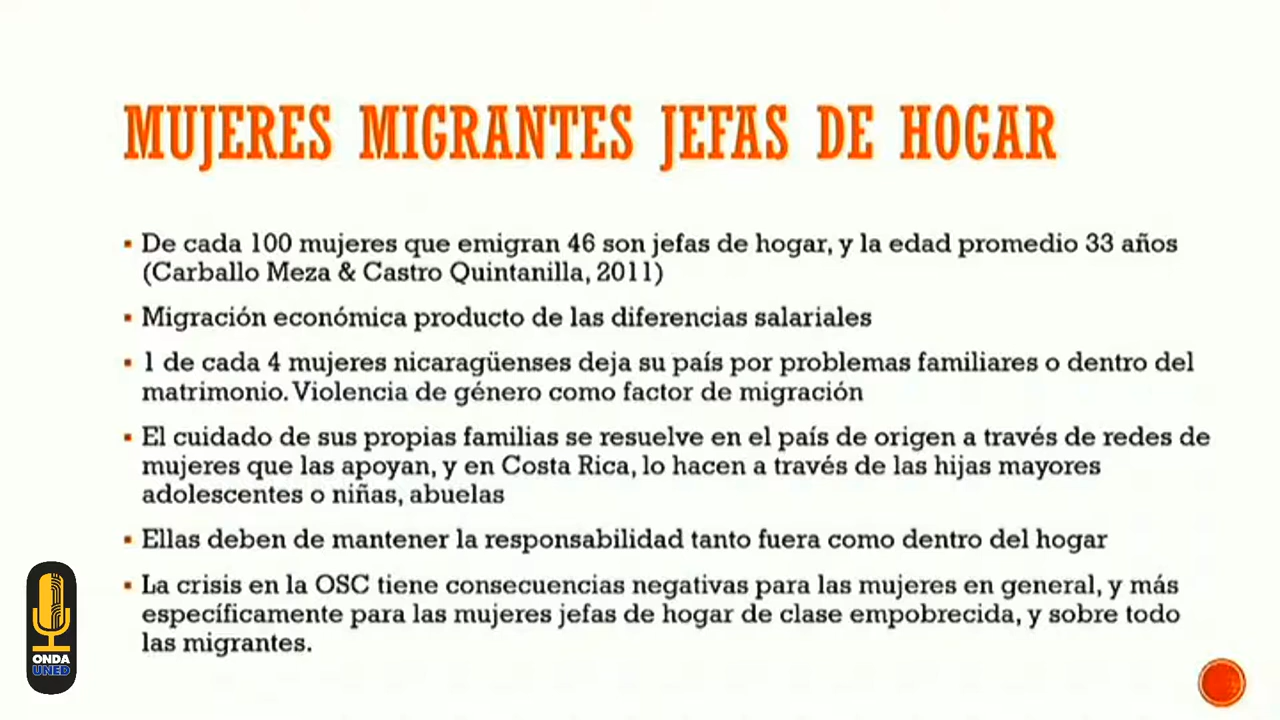 MUJERES MIGRANTES JEFAS DE HOGAR
▪ De cada 100 mujeres que emigran 46 son jefas de hogar, y la edad promedio 33 años
(Carballo Meza & Castro Quintanilla, 2011)
▪ Migración económica producto de las diferencias salariales
▪ 1 de cada 4 mujeres nicaragüenses deja su país por problemas familiares o dentro del
matrimonio. Violencia de género como factor de migración
▪ El cuidado de sus propias familias se resuelve en el país de origen a través de redes de
mujeres que las apoyan, y en Costa Rica, lo hacen a través de las hijas mayores
adolescentes o niñas, abuelas
▪ Ellas deben de mantener la responsabilidad tanto fuera como dentro del hogar
▪ La crisis en la OSC tiene consecuencias negativas para las mujeres en general, y más
específicamente para las mujeres jefas de hogar de clase empobrecida, y sobre todo
las migrantes.
ONDA
UNED